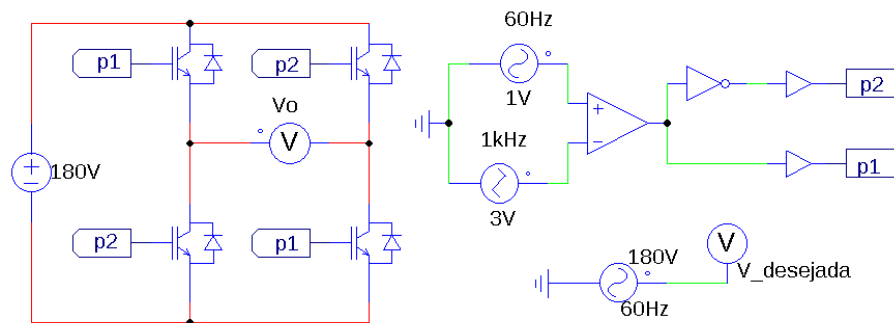 60Hz
p1
p2
p2
Vo
1V
+
V
1kHz
−
p1
+
−
180V
3V
p2
p1
V
180V
V_desejada
60Hz